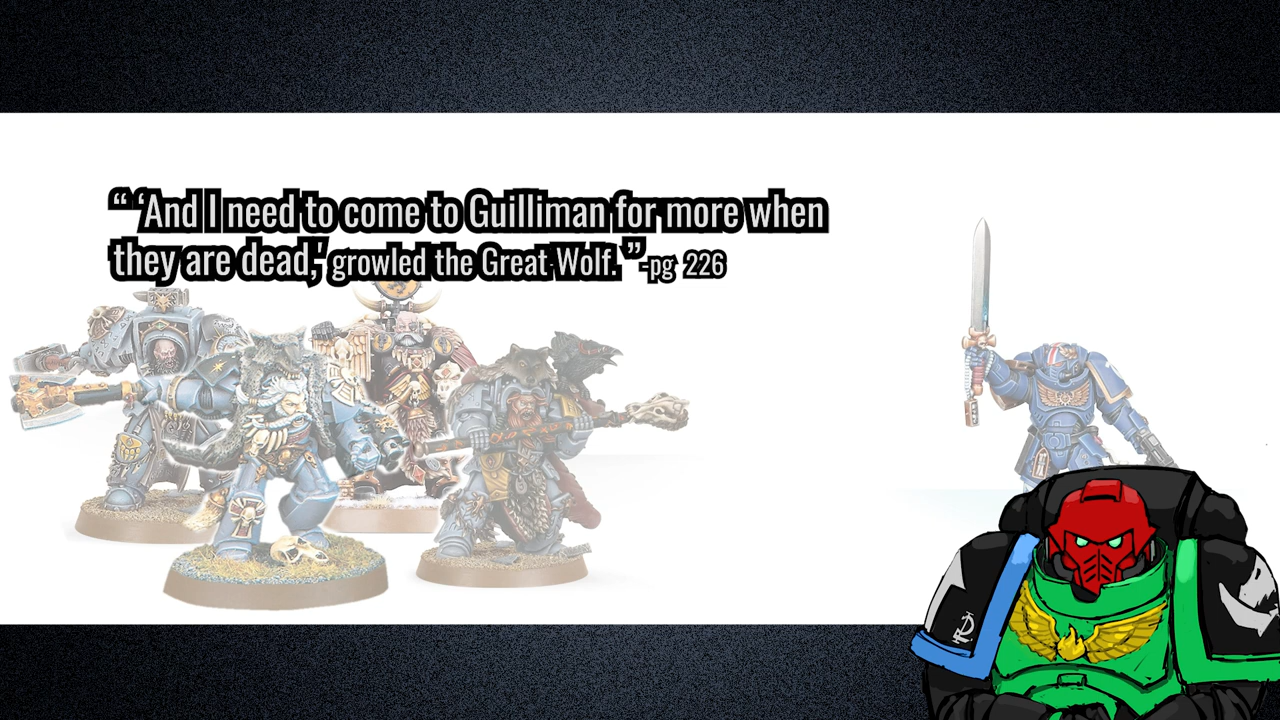 “ ‘And I need to come to Guilliman for more when
they are dead,' growled the Great Wolf. ”-pg 226